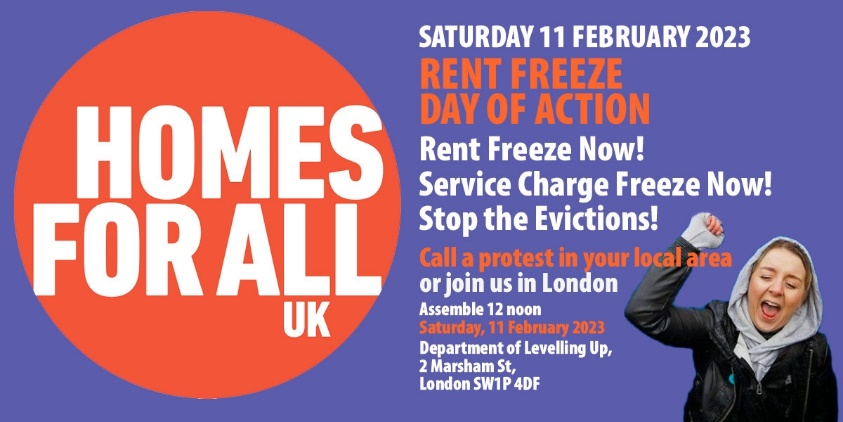 HOMES
FOR ALL
UK
SATURDAY 11 FEBRUARY 2023
RENT FREEZE
DAY OF ACTION
Rent Freeze Now!
Service Charge Freeze Now!
Stop the Evictions!
Call a protest in your local area
or join us in London
Assemble 12 noon
Saturday, 11 February 2023
Department of Levelling Up,
2 Marsham St,
London SW1P 4DF